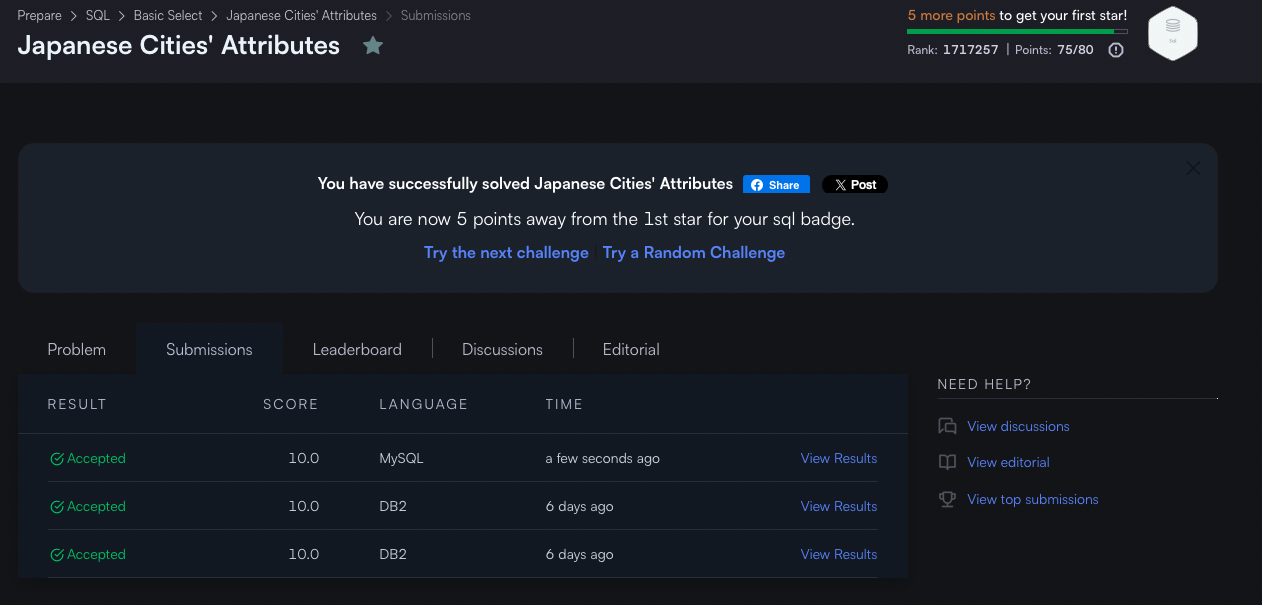 Prepare > SQL > Basic Select > Japanese Cities' Attributes > Submissions
Japanese Cities' Attributes
5 more points to get your first star!
Rank: 1717257 | Points: 75/80
You have successfully solved Japanese Cities' Attributes Share Post
You are now 5 points away from the 1st star for your sql badge.
Try the next challenge | Try a Random Challenge
Problem Submissions Leaderboard Discussions Editorial
RESULT SCORE LANGUAGE TIME
Accepted 10.0 MySQL a few seconds ago View Results
Accepted 10.0 DB2 6 days ago View Results
Accepted 10.0 DB2 6 days ago View Results
NEED HELP?
View discussions
View editorial
View top submissions